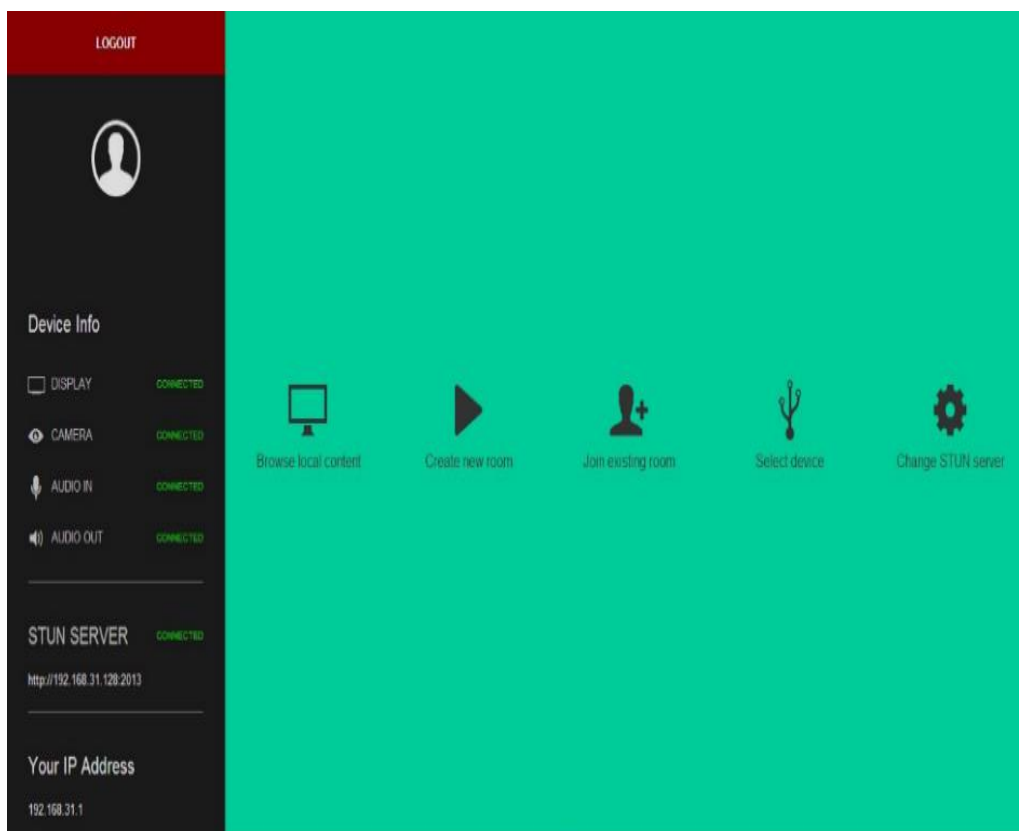 LOGOUT
Device Info
DISPLAY CONNECTED
CAMERA CONNECTED
AUDIO IN CONNECTED
AUDIO OUT CONNECTED
STUN SERVER CONNECTED
http://192.168.31.128:2013
Your IP Address
192.168.31.1
Browse local content
Create new room
Join existing room
Select device
Change STUN server